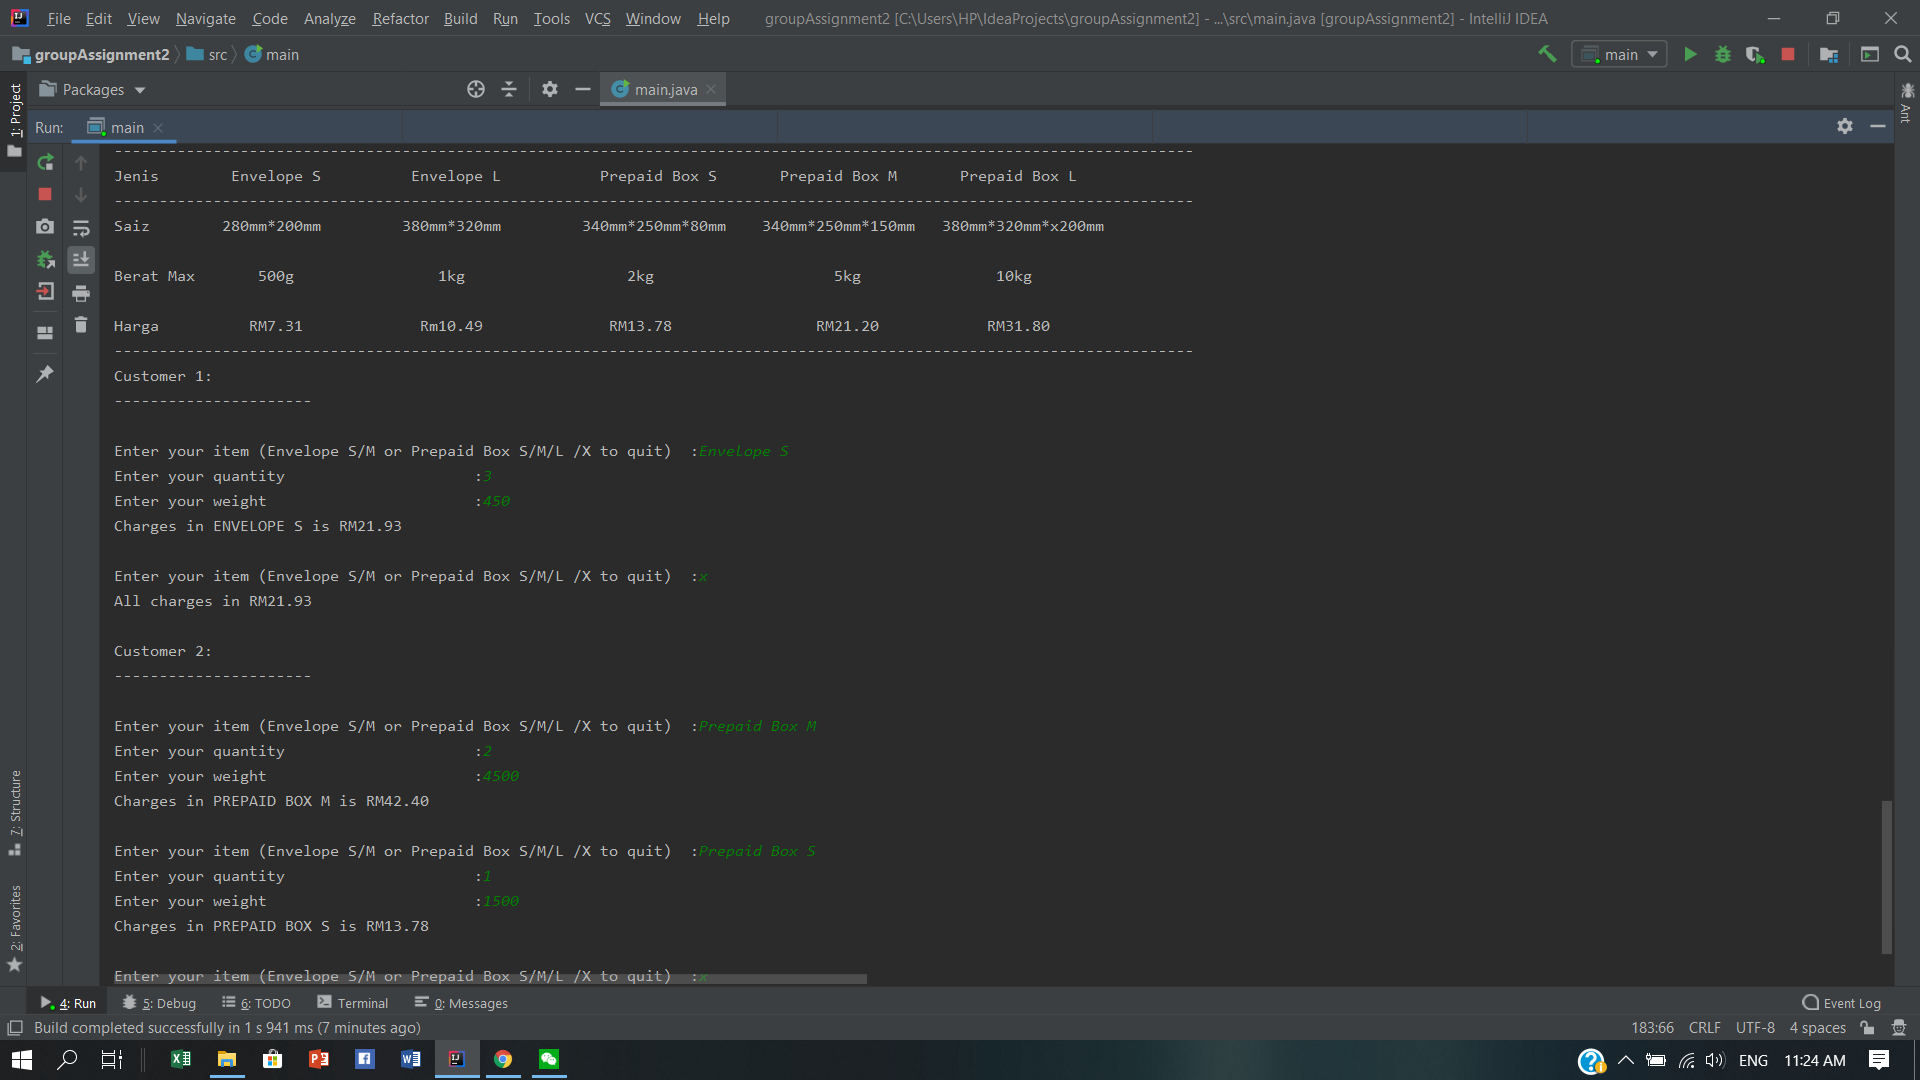 File Edit View Navigate Code Analyze Refactor Build Run Tools VCS Window Help groupAssignment2 [C:\Users\HP\IdeaProjects\groupAssignment2] - ...\src\main.java [groupAssignment2] - IntelliJ IDEA
groupAssignment2 src main main
1: Project Packages main.java Ant
Run: main
------------------------------------------------------------------------------------------------------------------------
Jenis Envelope S Envelope L Prepaid Box S Prepaid Box M Prepaid Box L
------------------------------------------------------------------------------------------------------------------------
Saiz 280mm*200mm 380mm*320mm 340mm*250mm*80mm 340mm*250mm*150mm 380mm*320mm*x200mm
Berat Max 500g 1kg 2kg 5kg 10kg
Harga RM7.31 Rm10.49 RM13.78 RM21.20 RM31.80
------------------------------------------------------------------------------------------------------------------------
Customer 1:
----------------------
Enter your item (Envelope S/M or Prepaid Box S/M/L /X to quit) :Envelope S
Enter your quantity :3
Enter your weight :450
Charges in ENVELOPE S is RM21.93
Enter your item (Envelope S/M or Prepaid Box S/M/L /X to quit) :x
All charges in RM21.93
Customer 2:
----------------------
Enter your item (Envelope S/M or Prepaid Box S/M/L /X to quit) :Prepaid Box M
Enter your quantity :2
Enter your weight :4500
Charges in PREPAID BOX M is RM42.40
Enter your item (Envelope S/M or Prepaid Box S/M/L /X to quit) :Prepaid Box S
Enter your quantity :1
Enter your weight :1500
Charges in PREPAID BOX S is RM13.78
Enter your item (Envelope S/M or Prepaid Box S/M/L /X to quit) :x
7: Structure
2: Favorites
4: Run 5: Debug 6: TODO Terminal 0: Messages Event Log
Build completed successfully in 1 s 941 ms (7 minutes ago) 183:66 CRLF UTF-8 4 spaces
ENG 11:24 AM